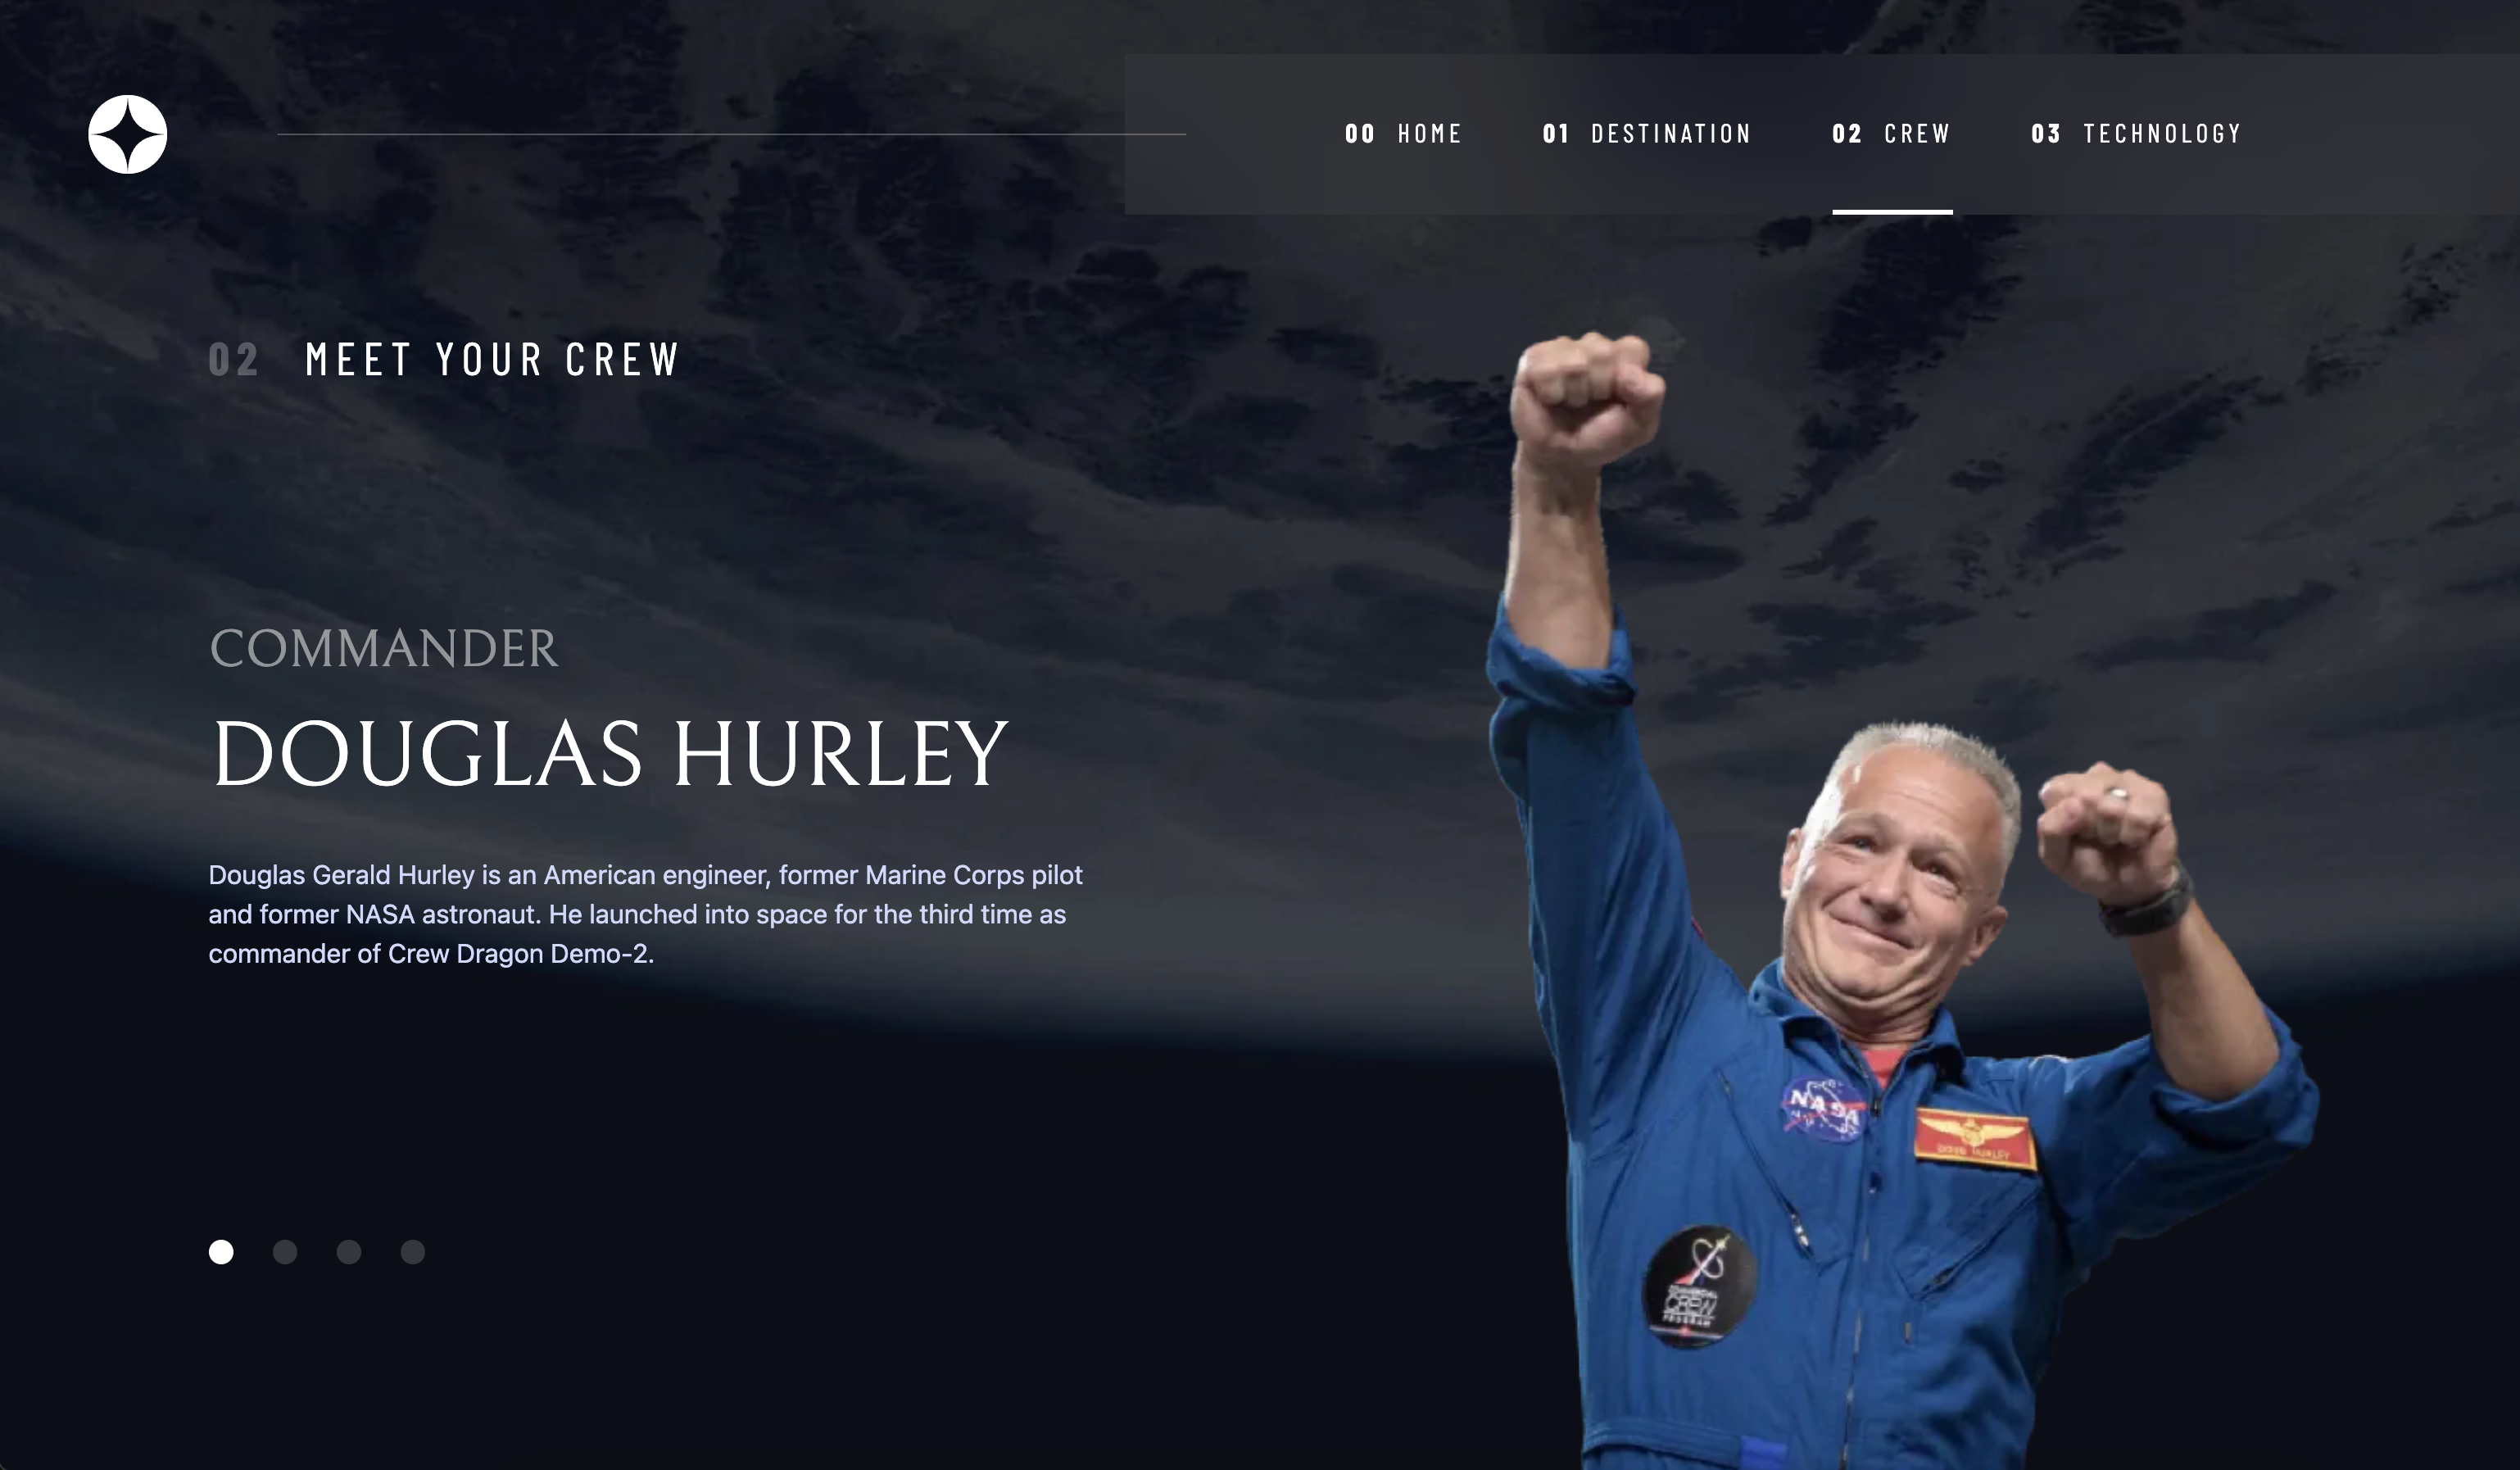 00 HOME 01 DESTINATION 02 CREW 03 TECHNOLOGY
02 MEET YOUR CREW
COMMANDER
DOUGLAS HURLEY
Douglas Gerald Hurley is an American engineer, former Marine Corps pilot
and former NASA astronaut. He launched into space for the third time as
commander of Crew Dragon Demo-2.
NASA
DOUG HURLEY
COMMERCIAL
CREW
PROGRAM